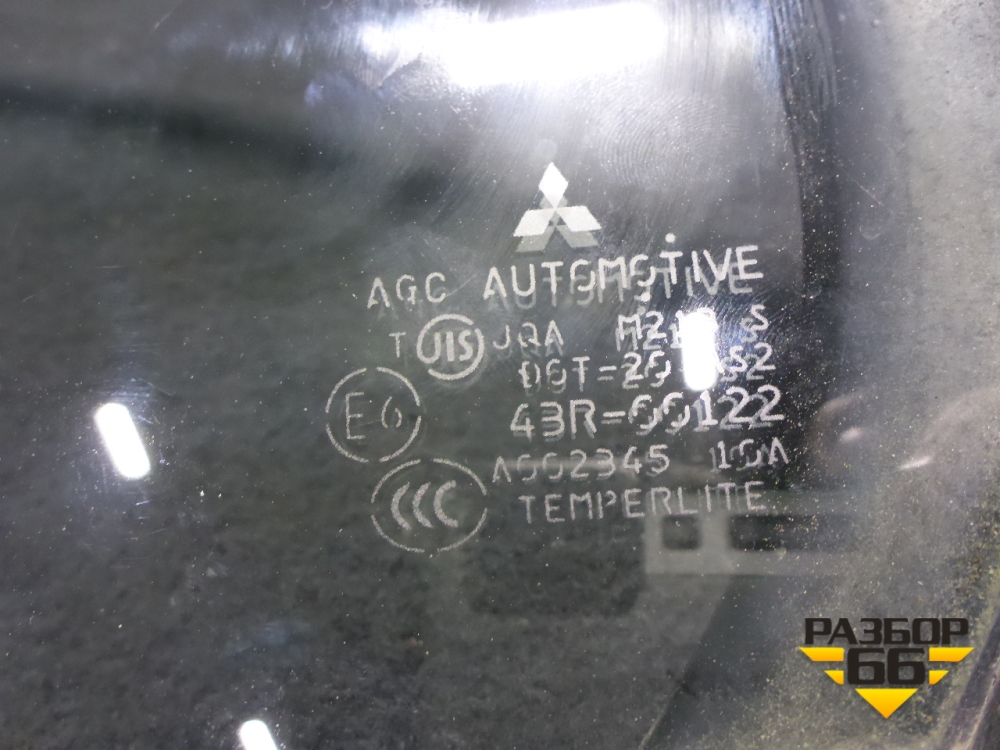 AGC AUTOMOTIVE
T JIS JQA
43R-00122
E6
CCC
TEMPERLITE
РАЗБОР
66